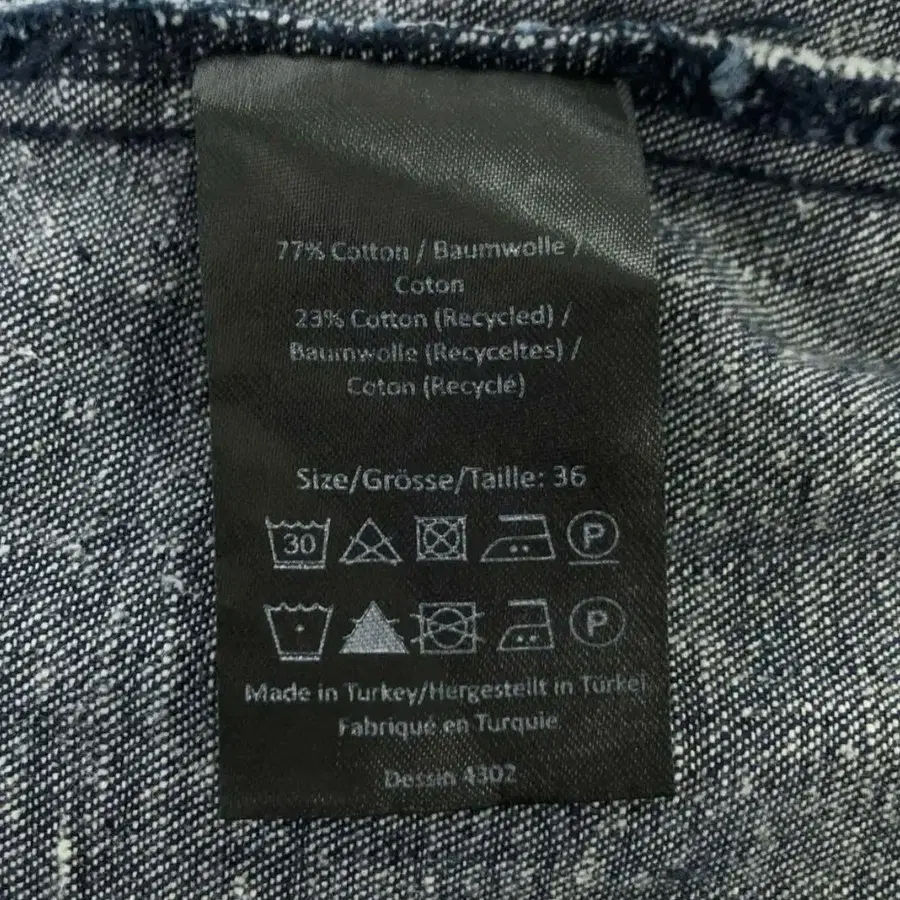 77% Cotton / Baumwolle /
Coton
23% Cotton (Recycled) /
Baumwolle (Recyceltes) /
Coton (Recyclé)
Size/Grösse/Taille: 36
30 P
P
Made in Turkey/Hergestellt in Türkei
Fabriqué en Turquie
Dessin 4302